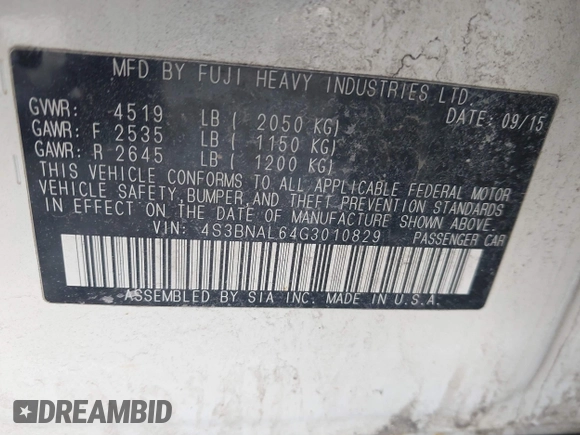 MFD BY FUJI HEAVY INDUSTRIES LTD.
GVWR: 4519 LB ( 2050 KG) DATE: 09/15
GAWR: F 2535 LB ( 1150 KG)
GAWR: R 2645 LB ( 1200 KG)
THIS VEHICLE CONFORMS TO ALL APPLICABLE FEDERAL MOTOR
VEHICLE SAFETY,BUMPER,AND THEFT PREVENTION STANDARDS
IN EFFECT ON THE DATE OF MANUFACTURE SHOWN ABOVE
VIN: 4S3BNAL64G3010829 PASSENGER CAR
ASSEMBLED BY SIA INC. MADE IN U.S.A.
DREAMBID